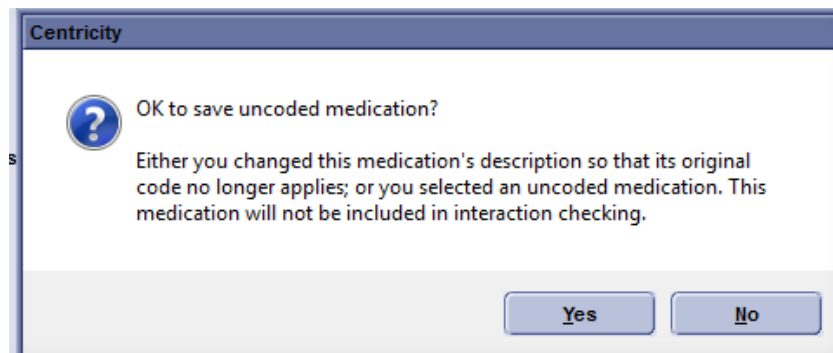 Centricity
OK to save uncoded medication?
s
Either you changed this medication's description so that its original
code no longer applies; or you selected an uncoded medication. This
medication will not be included in interaction checking.
Yes
No